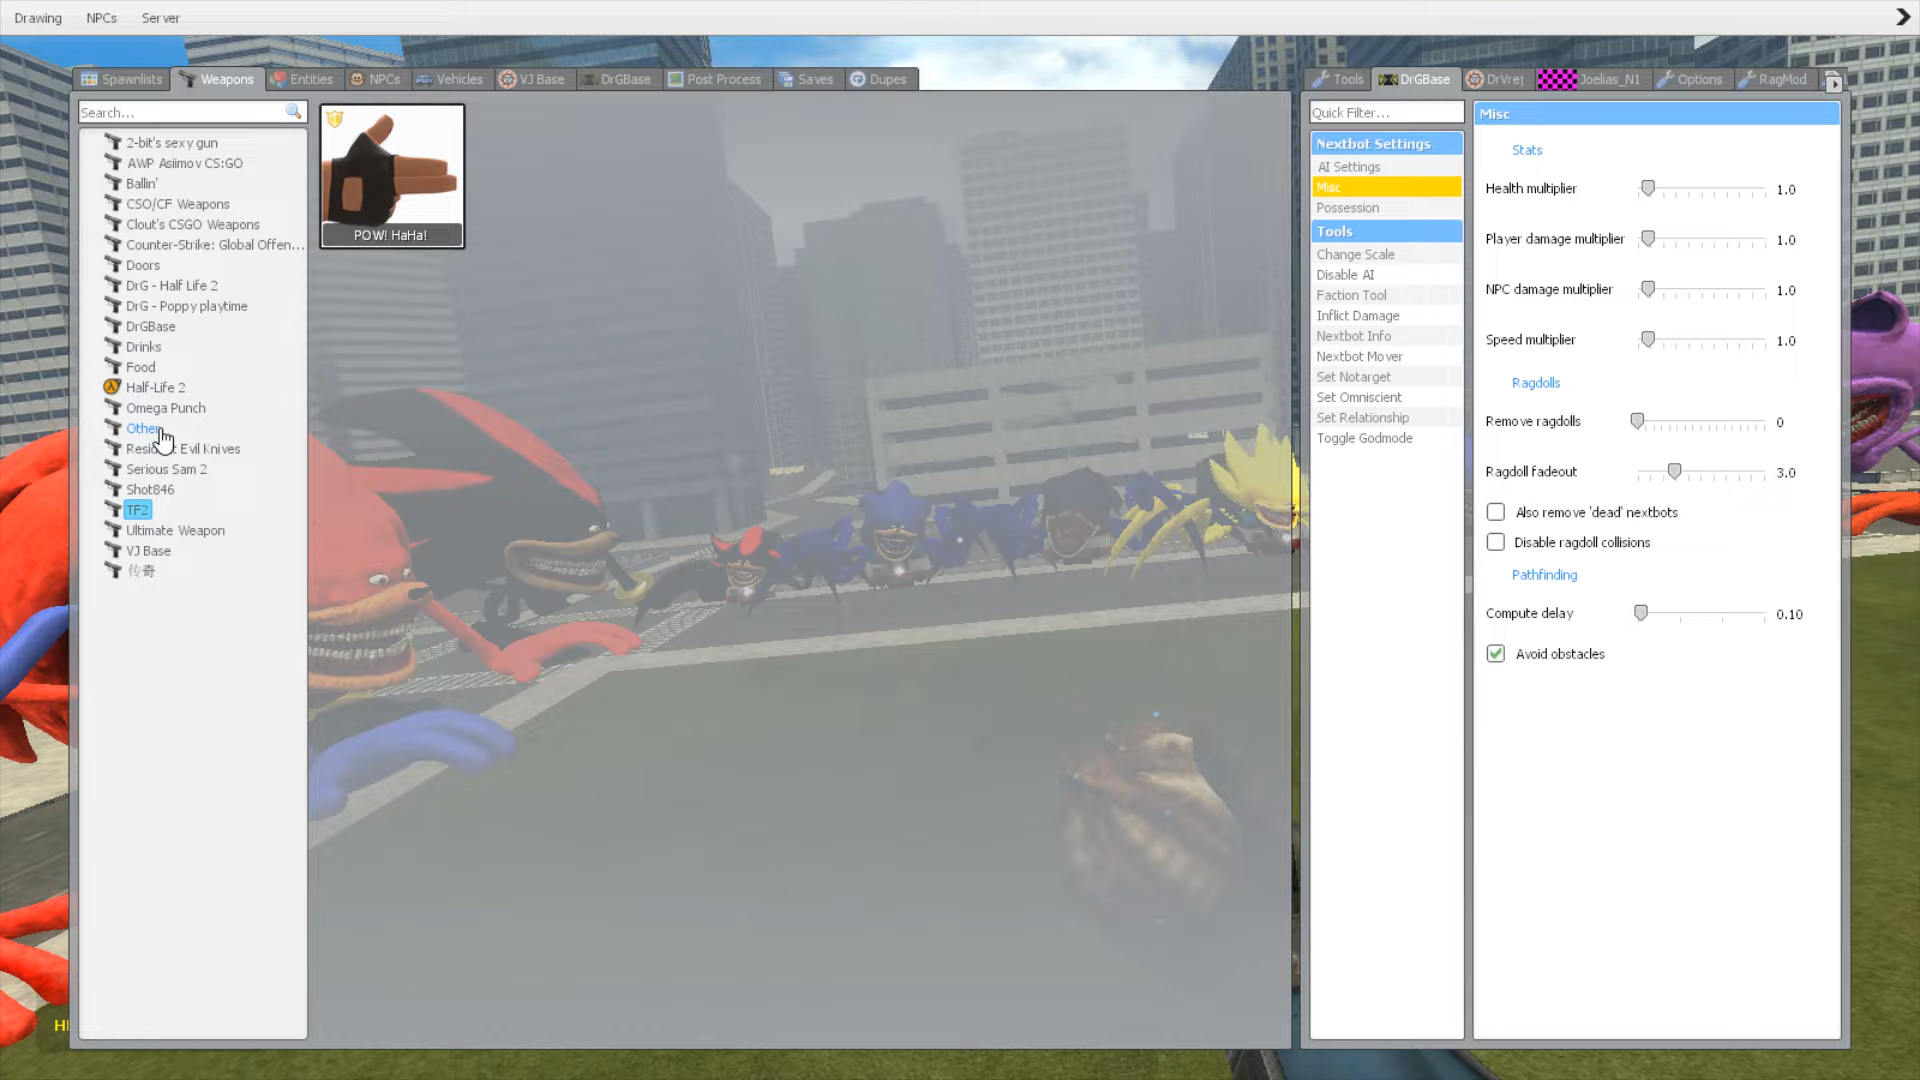 Drawing NPCs Server
Spawnlists Weapons Entities NPCs Vehicles VJ Base DrGBase Post Process Saves Dupes
Tools DrGBase DrVrej Joelias_N1 Options RagMod
Search...
2-bit's sexy gun
AWP Asiimov CS:GO
Ballin'
CSO/CF Weapons
Clout's CSGO Weapons
Counter-Strike: Global Offen...
Doors
DrG - Half Life 2
DrG - Poppy playtime
DrGBase
Drinks
Food
Half-Life 2
Omega Punch
Other
Resident Evil Knives
Serious Sam 2
Shot846
TF2
Ultimate Weapon
VJ Base
传奇
POW! HaHa!
Quick Filter...
Nextbot Settings
AI Settings
Misc
Possession
Tools
Change Scale
Disable AI
Faction Tool
Inflict Damage
Nextbot Info
Nextbot Mover
Set Notarget
Set Omniscient
Set Relationship
Toggle Godmode
Misc
Stats
Health multiplier 1.0
Player damage multiplier 1.0
NPC damage multiplier 1.0
Speed multiplier 1.0
Ragdolls
Remove ragdolls 0
Ragdoll fadeout 3.0
Also remove 'dead' nextbots
Disable ragdoll collisions
Pathfinding
Compute delay 0.10
Avoid obstacles